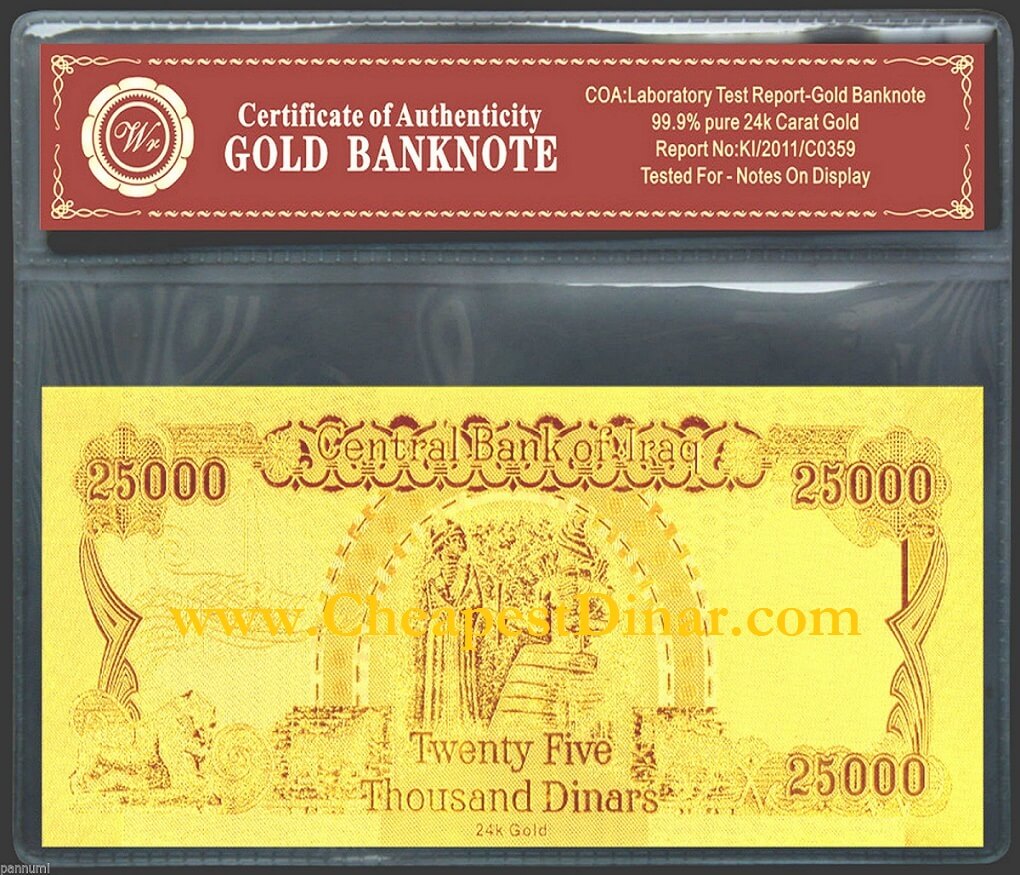 Wr
Certificate of Authenticity
GOLD BANKNOTE
COA:Laboratory Test Report-Gold Banknote
99.9% pure 24k Carat Gold
Report No:KI/2011/C0359
Tested For - Notes On Display
Central Bank of Iraq
25000
25000
www.CheapestDinar.com
Twenty Five
Thousand Dinars
25000
24k Gold
pannumi